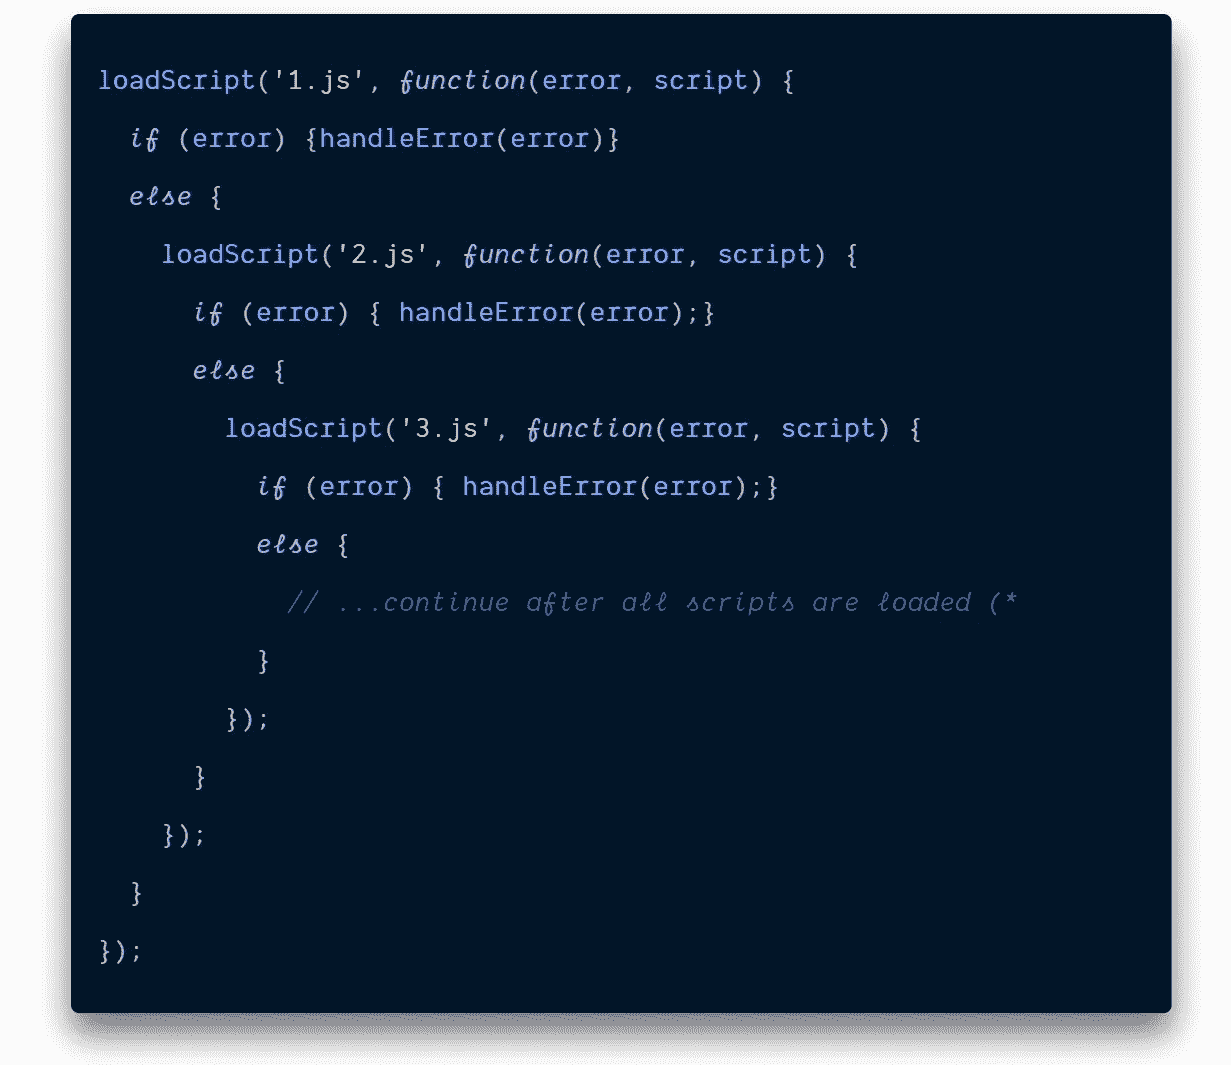 loadScript('1.js', function(error, script) {
if (error) {handleError(error)}
else {
loadScript('2.js', function(error, script) {
if (error) { handleError(error);}
else {
loadScript('3.js', function(error, script) {
if (error) { handleError(error);}
else {
// ...continue after all scripts are loaded (*
}
});
}
});
}
});